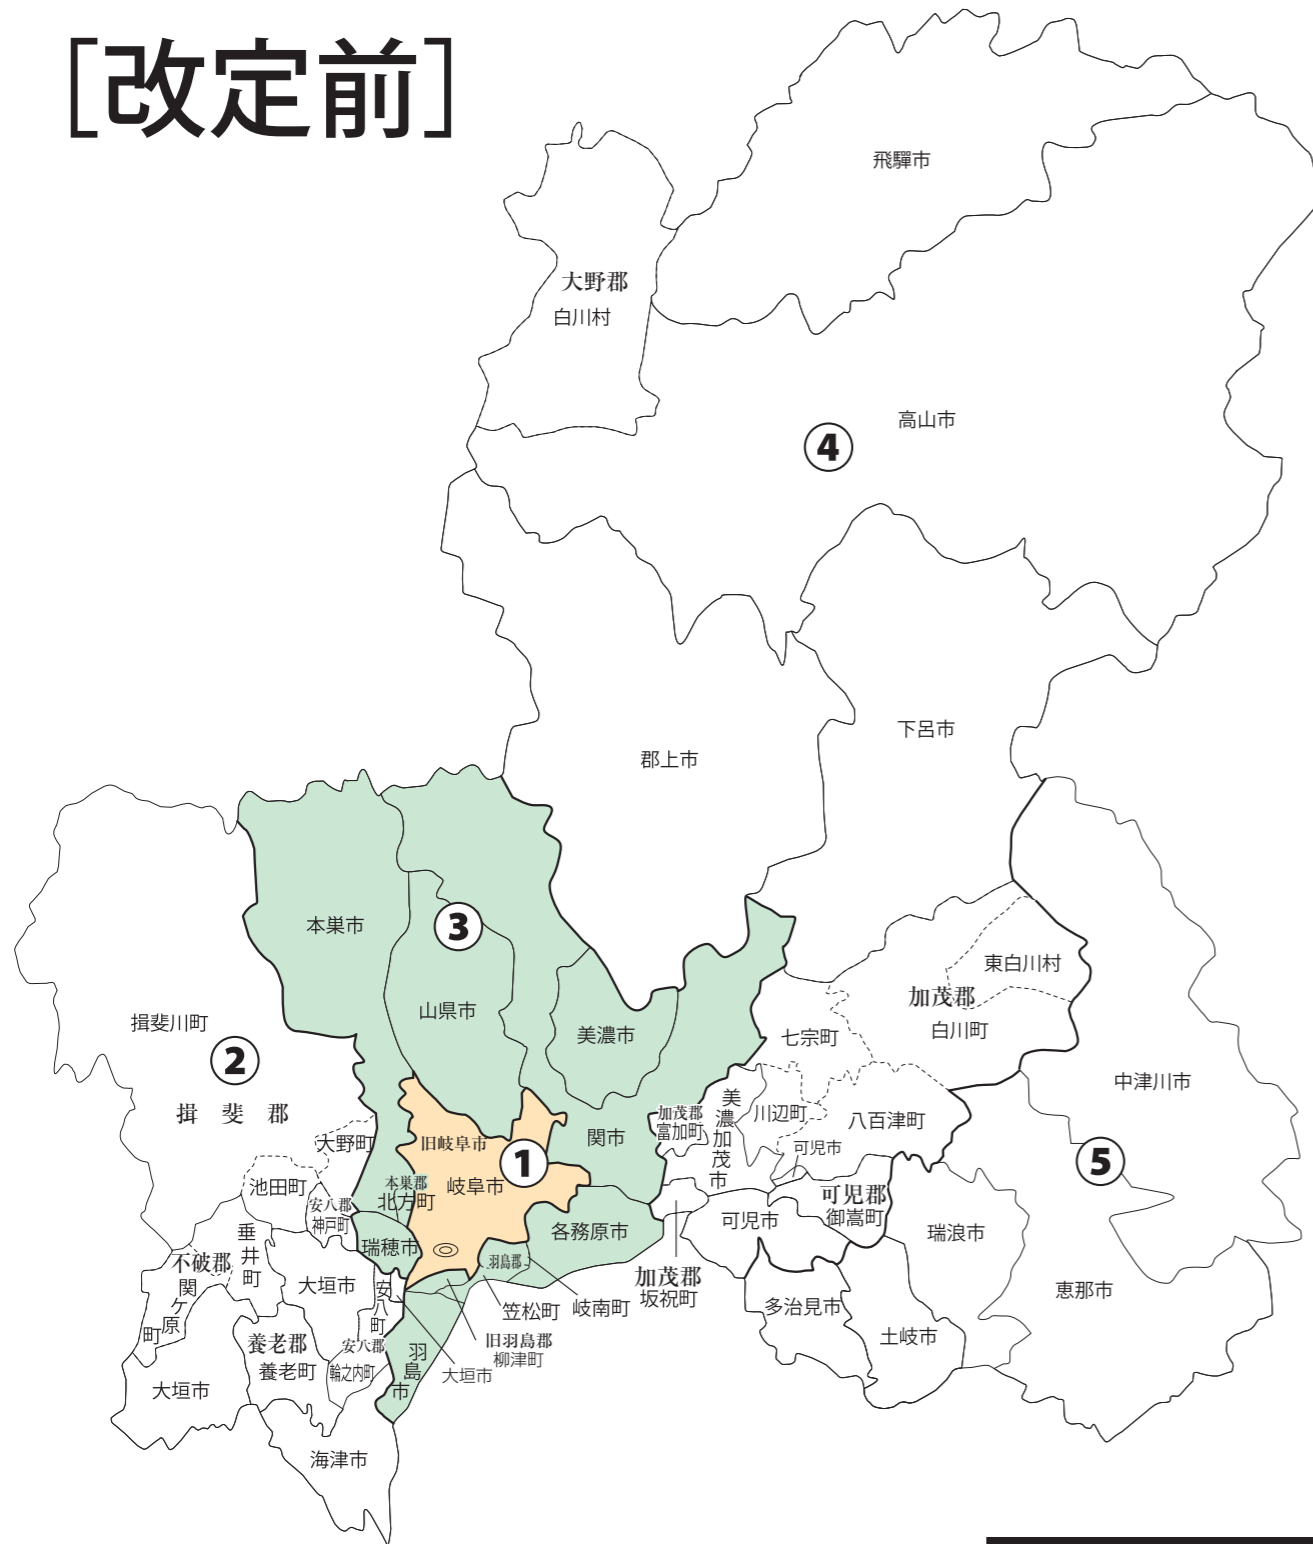 [改定前]
飛驒市
大野郡
白川村
高山市
④
下呂市
郡上市
本巣市
③
山県市
美濃市
東白川村
加茂郡
白川町
七宗町
揖斐川町
②
揖斐郡
中津川市
⑤
大野町
旧岐阜市
①
岐阜市
関市
加茂郡
富加町
美濃加茂市
川辺町
八百津町
可児市
池田町
安八郡
神戸町
本巣郡
北方町
可児郡
御嵩町
瑞浪市
可児市
各務原市
瑞穂市
羽島郡
垂井町
不破郡
関ケ原町
大垣市
安八町
加茂郡
坂祝町
恵那市
笠松町
岐南町
多治見市
土岐市
旧羽島郡
柳津町
養老郡
養老町
安八郡
輪之内町
羽島市
大垣市
大垣市
海津市